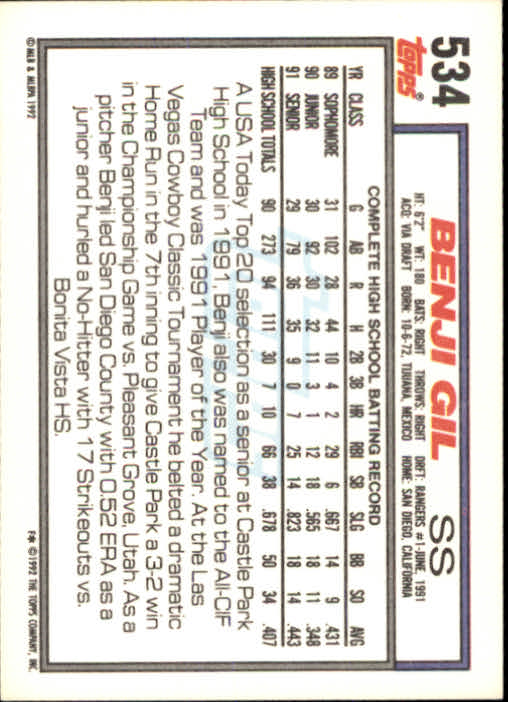 534
Topps®
BENJI GIL SS
HT: 6'2" WT: 180 BATS: RIGHT THROWS: RIGHT DRFT: RANGERS #1-JUNE, 1991
ACQ: VIA DRAFT BORN: 10-6-72, TIJUANA, MEXICO HOME: SAN DIEGO, CALIFORNIA
COMPLETE HIGH SCHOOL BATTING RECORD
YR CLASS G AB R H 2B 3B HR RBI SB SLG BB SO AVG
89 SOPHOMORE 31 102 28 44 10 4 2 29 6 .667 14 9 .431
90 JUNIOR 30 92 30 32 11 3 1 12 18 .565 18 11 .348
91 SENIOR 29 79 36 35 9 0 7 25 14 .823 18 14 .443
HIGH SCHOOL TOTALS 90 273 94 111 30 7 10 66 38 .678 50 34 .407
A USA Today Top 20 selection as a senior at Castle Park
High School in 1991, Benji also was named to the All-CIF
Team and was 1991 Player of the Year. At the Las
Vegas Cowboy Classic Tournament he belted a dramatic
Home Run in the 7th inning to give Castle Park a 3-2 win
in the Championship Game vs. Pleasant Grove, Utah. As a
pitcher Benji led San Diego County with 0.52 ERA as a
junior and hurled a No-Hitter with 17 Strikeouts vs.
Bonita Vista HS.
© MLB & MLBPA 1992
F* © 1992 THE TOPPS COMPANY, INC.